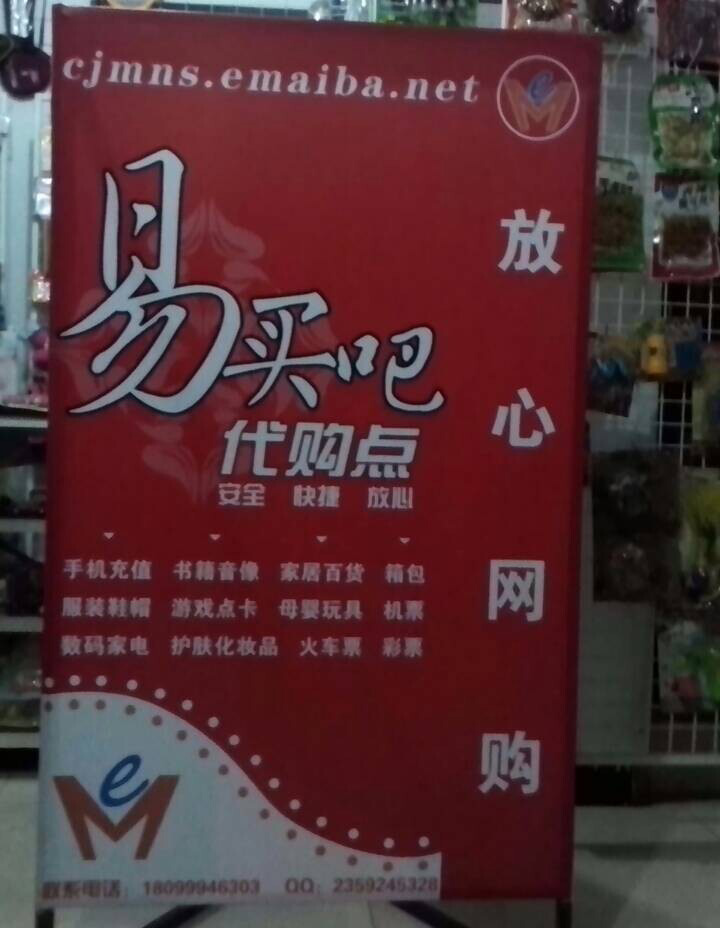 cjmns.emaiba.net
eM
易买吧
代购点
安全 快捷 放心
手机充值 书籍音像 家居百货 箱包
服装鞋帽 游戏点卡 母婴玩具 机票
数码家电 护肤化妆品 火车票 彩票
放心网购
eM
联系电话：18099946303 QQ：2359245328